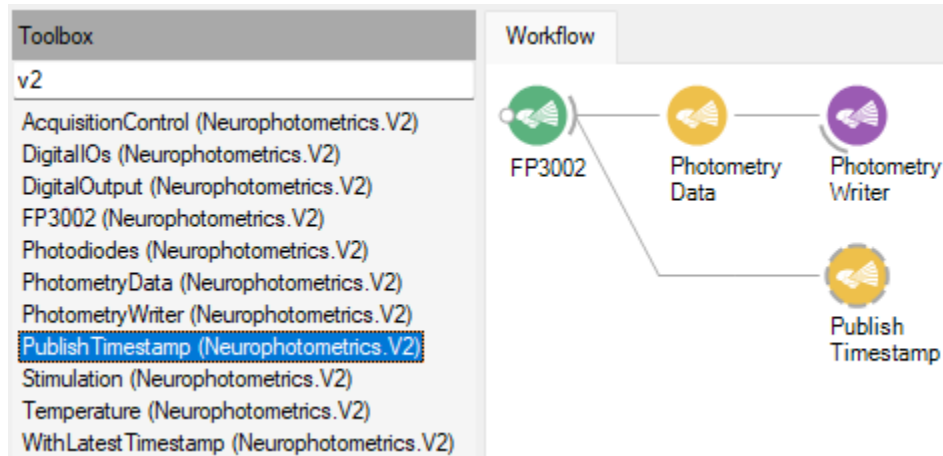 Toolbox
v2
AcquisitionControl (Neurophotometrics.V2)
DigitalIOs (Neurophotometrics.V2)
DigitalOutput (Neurophotometrics.V2)
FP3002 (Neurophotometrics.V2)
Photodiodes (Neurophotometrics.V2)
PhotometryData (Neurophotometrics.V2)
PhotometryWriter (Neurophotometrics.V2)
PublishTimestamp (Neurophotometrics.V2)
Stimulation (Neurophotometrics.V2)
Temperature (Neurophotometrics.V2)
WithLatestTimestamp (Neurophotometrics.V2)
Workflow
FP3002
Photometry
Data
Photometry
Writer
Publish
Timestamp